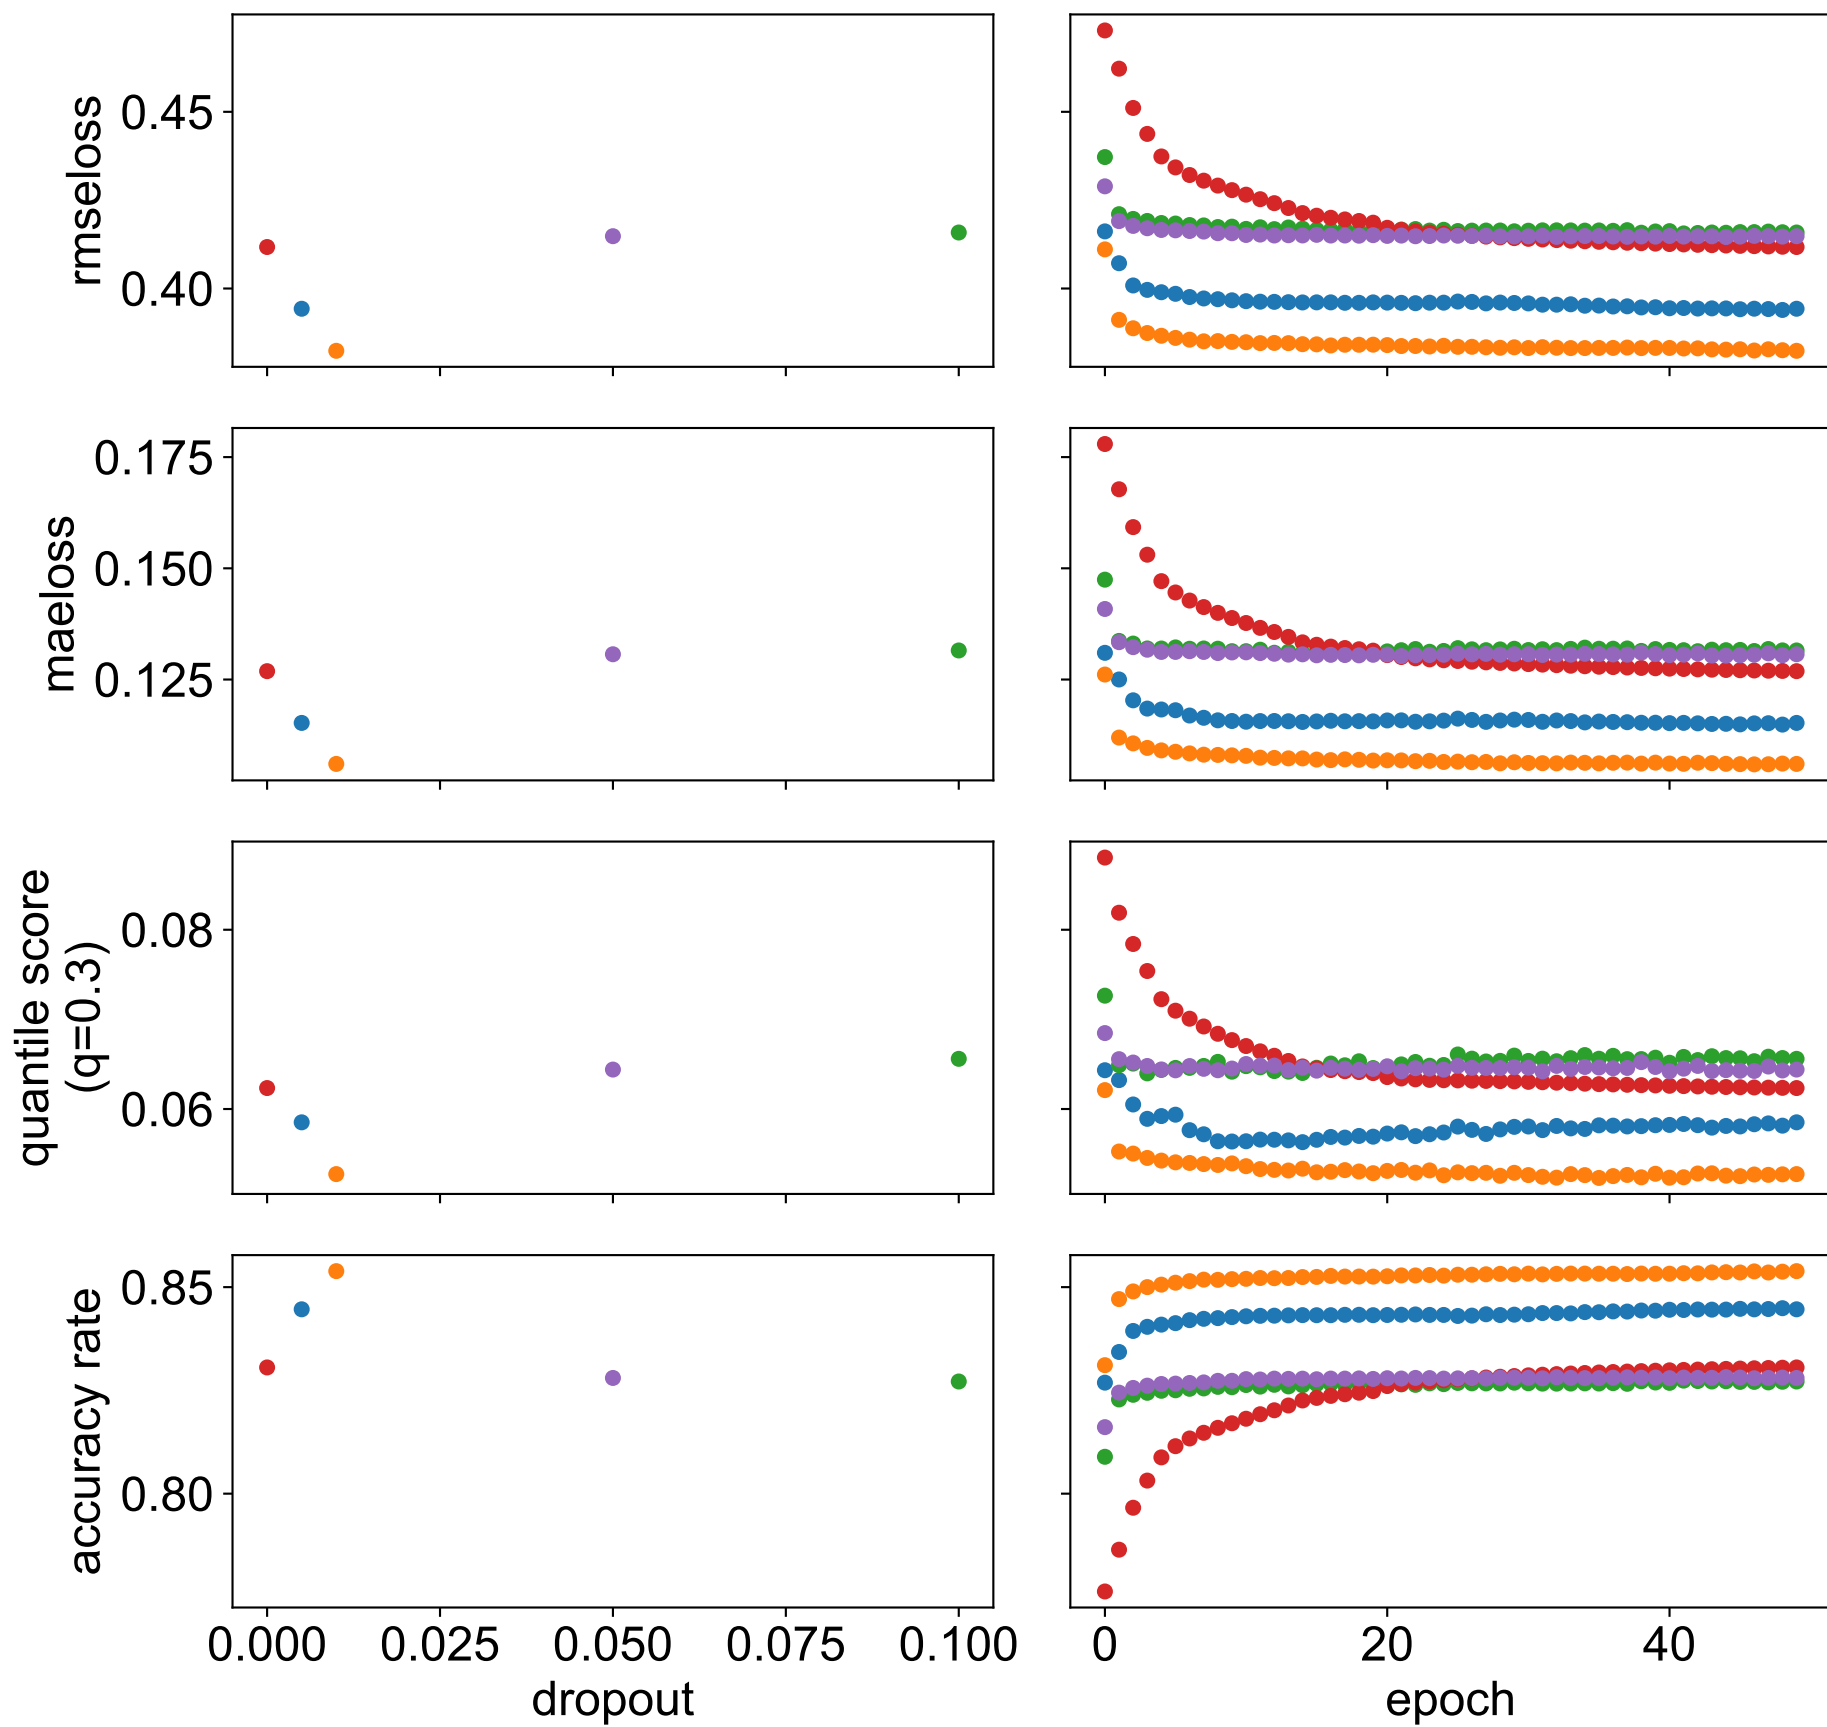 rmseloss
0.45
0.40
maeloss
0.175
0.150
0.125
quantile score
(q=0.3)
0.08
0.06
accuracy rate
0.85
0.80
0.000 0.025 0.050 0.075 0.100
dropout
0 20 40
epoch